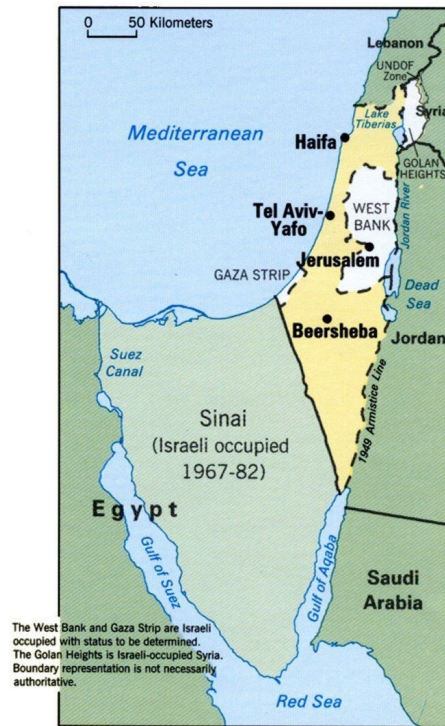 0 50 Kilometers
Lebanon
UNDOF
Zone
Syria
Lake
Tiberias
GOLAN
HEIGHTS
Mediterranean
Sea
Haifa
Tel Aviv-
Yafo
WEST
BANK
Jordan River
Jerusalem
GAZA STRIP
Dead
Sea
Beersheba
Jordan
1949 Armistice Line
Suez
Canal
Sinai
(Israeli occupied
1967-82)
Egypt
Gulf of Suez
Gulf of Aqaba
Saudi
Arabia
The West Bank and Gaza Strip are Israeli
occupied with status to be determined.
The Golan Heights is Israeli-occupied Syria.
Boundary representation is not necessarily
authoritative.
Red Sea